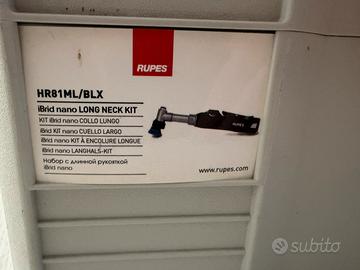 RUPES
HR81ML/BLX
iBrid nano LONG NECK KIT
KIT iBrid nano COLLO LUNGO
iBrid KIT nano CUELLO LARGO
iBrid nano KIT À ENCOLURE LONGUE
iBrid nano LANGHALS-KIT
Набор с длинной рукояткой
iBrid nano
RUPES
www.rupes.com
subito